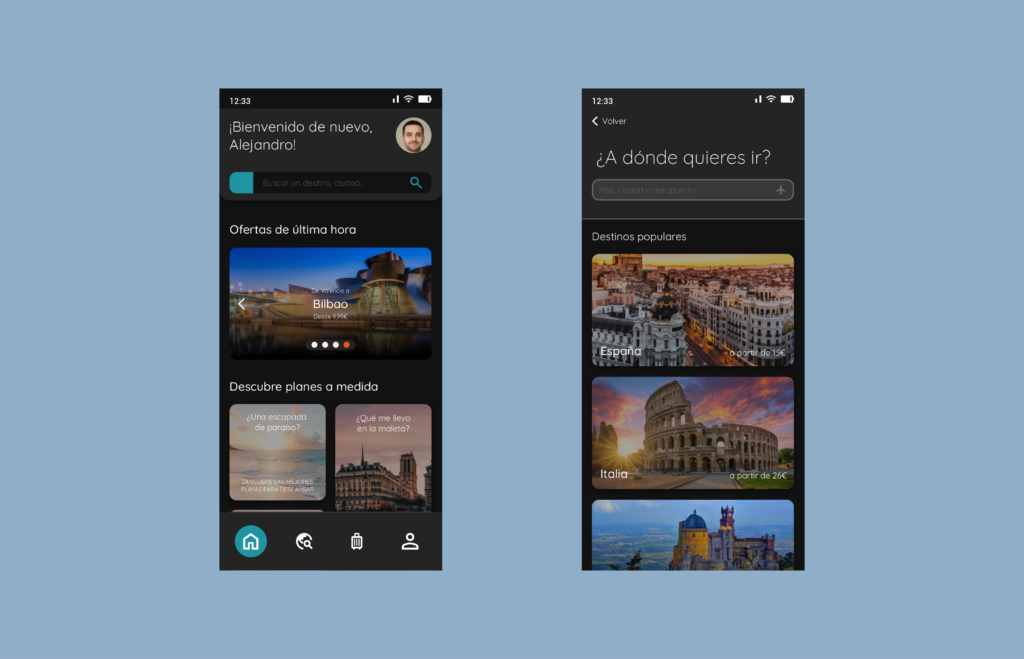 12:33
¡Bienvenido de nuevo,
Alejandro!
Buscar un destino, ciudad...
Ofertas de última hora
De Valencia a
Bilbao
Desde 9,99€
Descubre planes a medida
¿Una escapada
de paraíso?
DESCUBRE LAS MEJORES
PLAYAS PARA DESCANSAR
¿Qué me llevo
en la maleta?
12:33
Volver
¿A dónde quieres ir?
País, ciudad o aeropuerto
Destinos populares
España
a partir de 15€
Italia
a partir de 26€